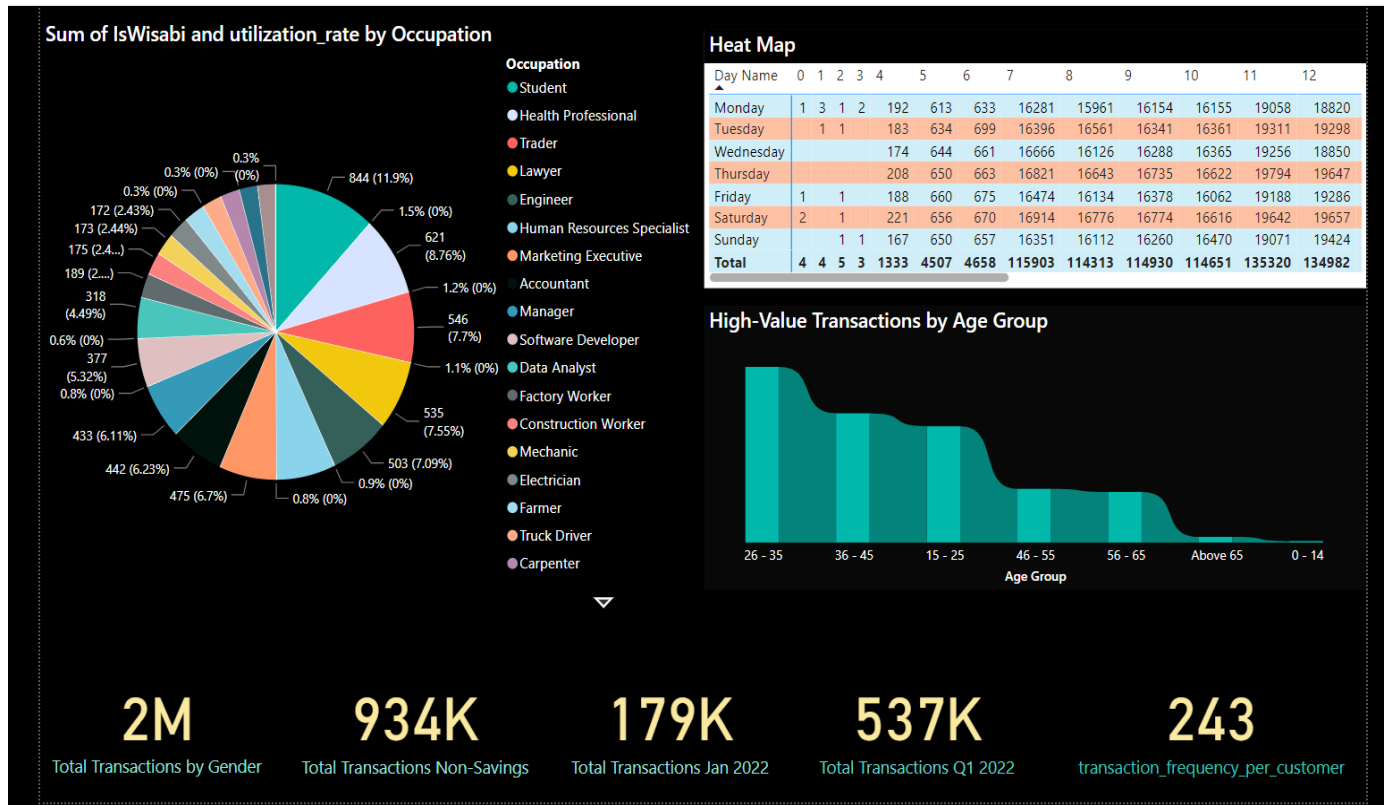 Sum of IsWisabi and utilization_rate by Occupation
0.3%
(0%)
0.3% (0%)
0.3% (0%)
172 (2.43%)
173 (2.44%)
175 (2.4...)
189 (2....)
318
(4.49%)
0.6% (0%)
377
(5.32%)
0.8% (0%)
433 (6.11%)
442 (6.23%)
475 (6.7%)
844 (11.9%)
1.5% (0%)
621
(8.76%)
1.2% (0%)
546
(7.7%)
1.1% (0%)
535
(7.55%)
503 (7.09%)
0.9% (0%)
0.8% (0%)
Occupation
Student
Health Professional
Trader
Lawyer
Engineer
Human Resources Specialist
Marketing Executive
Accountant
Manager
Software Developer
Data Analyst
Factory Worker
Construction Worker
Mechanic
Electrician
Farmer
Truck Driver
Carpenter
Heat Map
Day Name 0 1 2 3 4 5 6 7 8 9 10 11 12
Monday 1 3 1 2 192 613 633 16281 15961 16154 16155 19058 18820
Tuesday 1 1 183 634 699 16396 16561 16341 16361 19311 19298
Wednesday 174 644 661 16666 16126 16288 16365 19256 18850
Thursday 208 650 663 16821 16643 16735 16622 19794 19647
Friday 1 1 188 660 675 16474 16134 16378 16062 19188 19286
Saturday 2 1 221 656 670 16914 16776 16774 16616 19642 19657
Sunday 1 1 167 650 657 16351 16112 16260 16470 19071 19424
Total 4 4 5 3 1333 4507 4658 115903 114313 114930 114651 135320 134982
High-Value Transactions by Age Group
26 - 35 36 - 45 15 - 25 46 - 55 56 - 65 Above 65 0 - 14
Age Group
2M
Total Transactions by Gender
934K
Total Transactions Non-Savings
179K
Total Transactions Jan 2022
537K
Total Transactions Q1 2022
243
transaction_frequency_per_customer